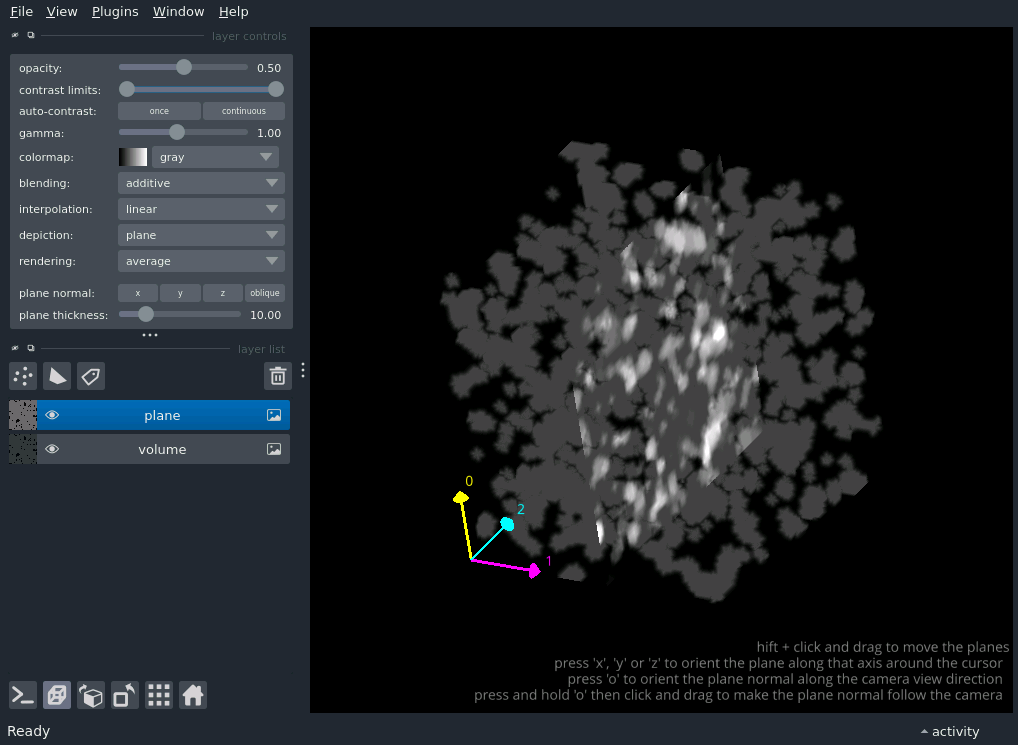 File View Plugins Window Help
layer controls
opacity: 0.50
contrast limits:
auto-contrast: once continuous
gamma: 1.00
colormap: gray
blending: additive
interpolation: linear
depiction: plane
rendering: average
plane normal: x y z oblique
plane thickness: 10.00
layer list
plane
volume
0
2
1
hift + click and drag to move the planes
press 'x', 'y' or 'z' to orient the plane along that axis around the cursor
press 'o' to orient the plane normal along the camera view direction
press and hold 'o' then click and drag to make the plane normal follow the camera
Ready activity